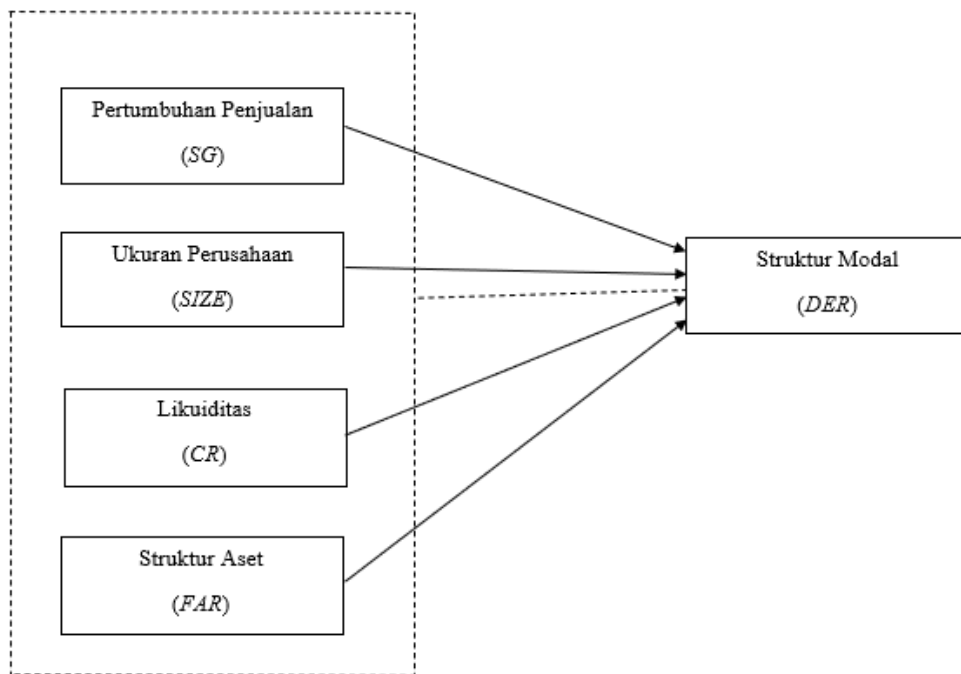 Pertumbuhan Penjualan
(SG)
Ukuran Perusahaan
(SIZE)
Likuiditas
(CR)
Struktur Aset
(FAR)
Struktur Modal
(DER)